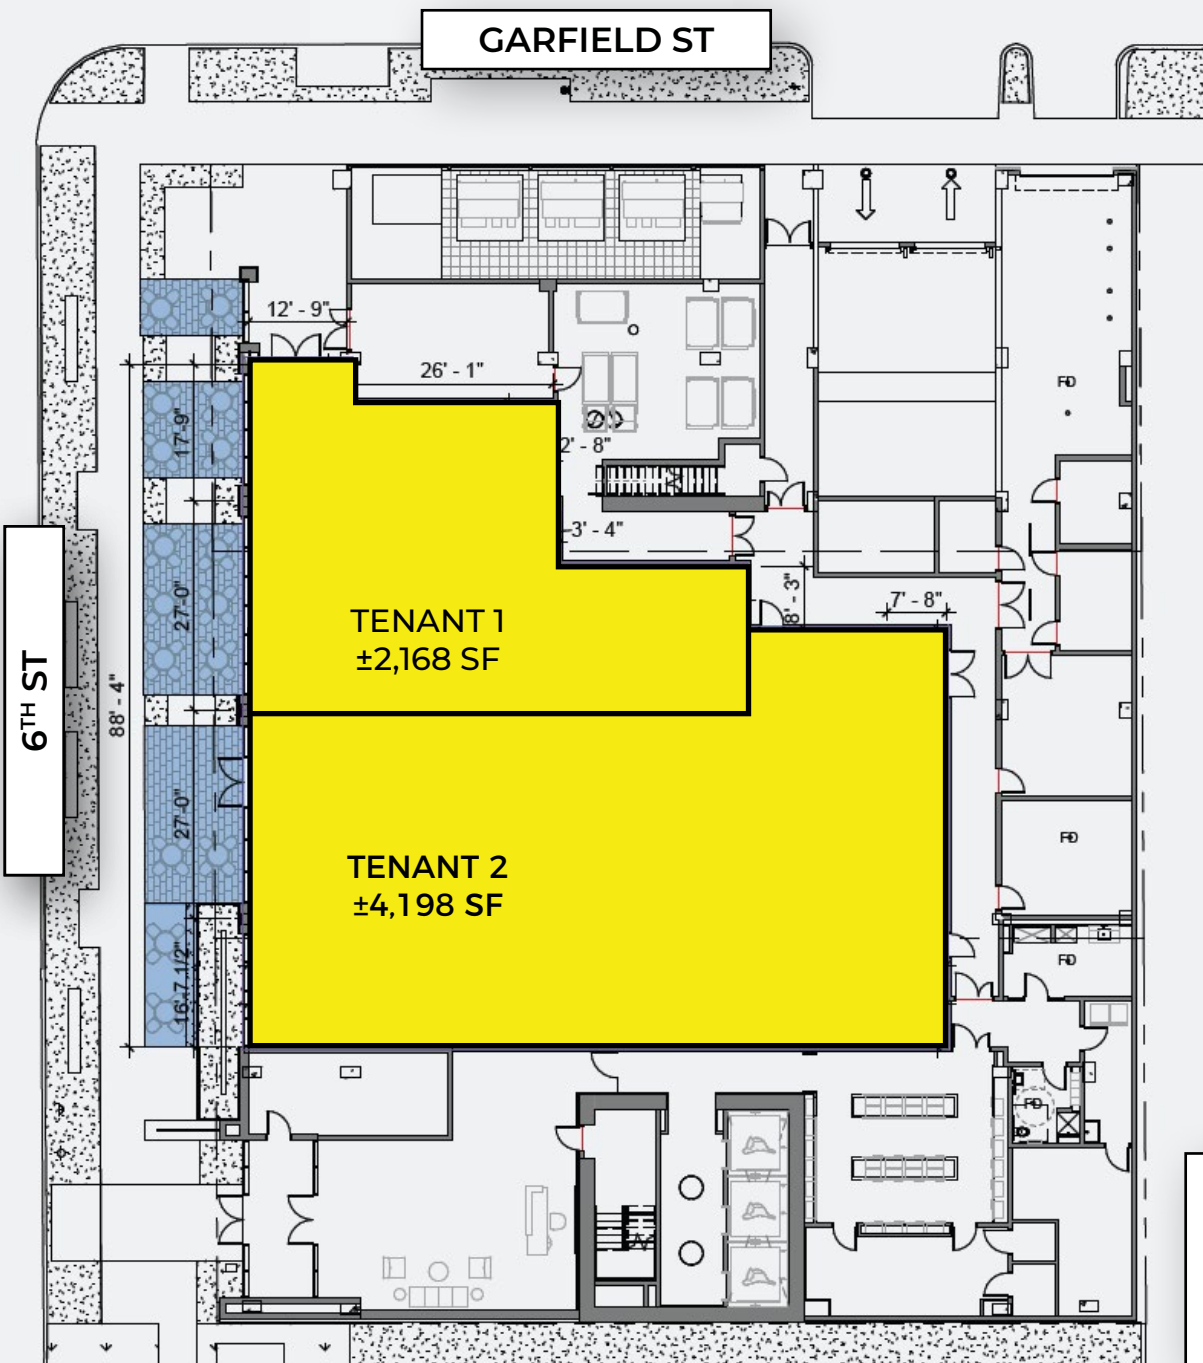 GARFIELD ST
12' - 9"
26' - 1"
FD
17'-9"
2' - 8"
3' - 4"
8' - 3"
7' - 8"
27'-0"
TENANT 1
±2,168 SF
6TH ST
88' - 4"
27'-0"
FD
TENANT 2
±4,198 SF
16'-7 1/2"
FD
FD